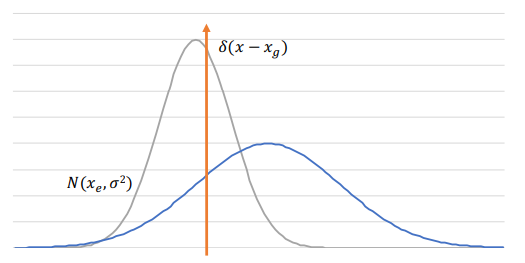 δ(x − x_g)
N(x_e, σ²)